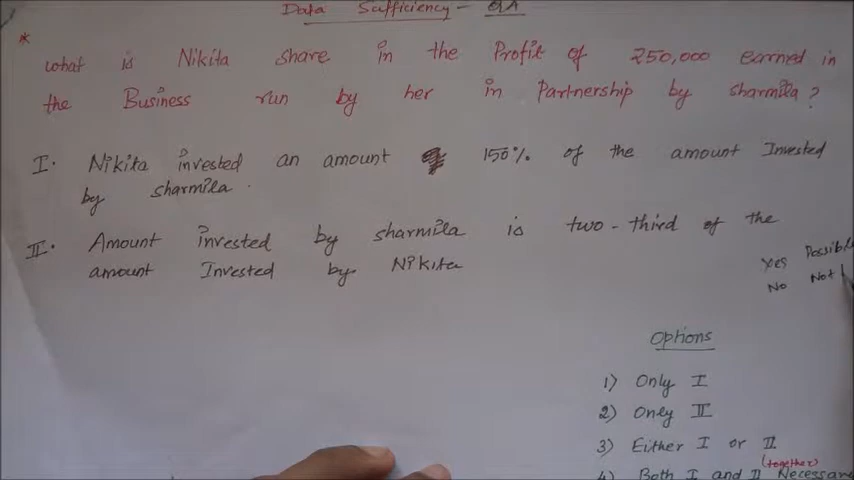 Data Sufficiency - Q1A
* What is Nikita share in the Profit of 250,000 earned in
the Business run by her in Partnership by sharmila ?
I. Nikita invested an amount 150% of the amount Invested
by sharmila.
II. Amount invested by sharmila is two-third of the
amount Invested by Nikita
Yes Possible
No Not
Options
1) Only I
2) Only II
3) Either I or II
(together)
4) Both I and II Necessary